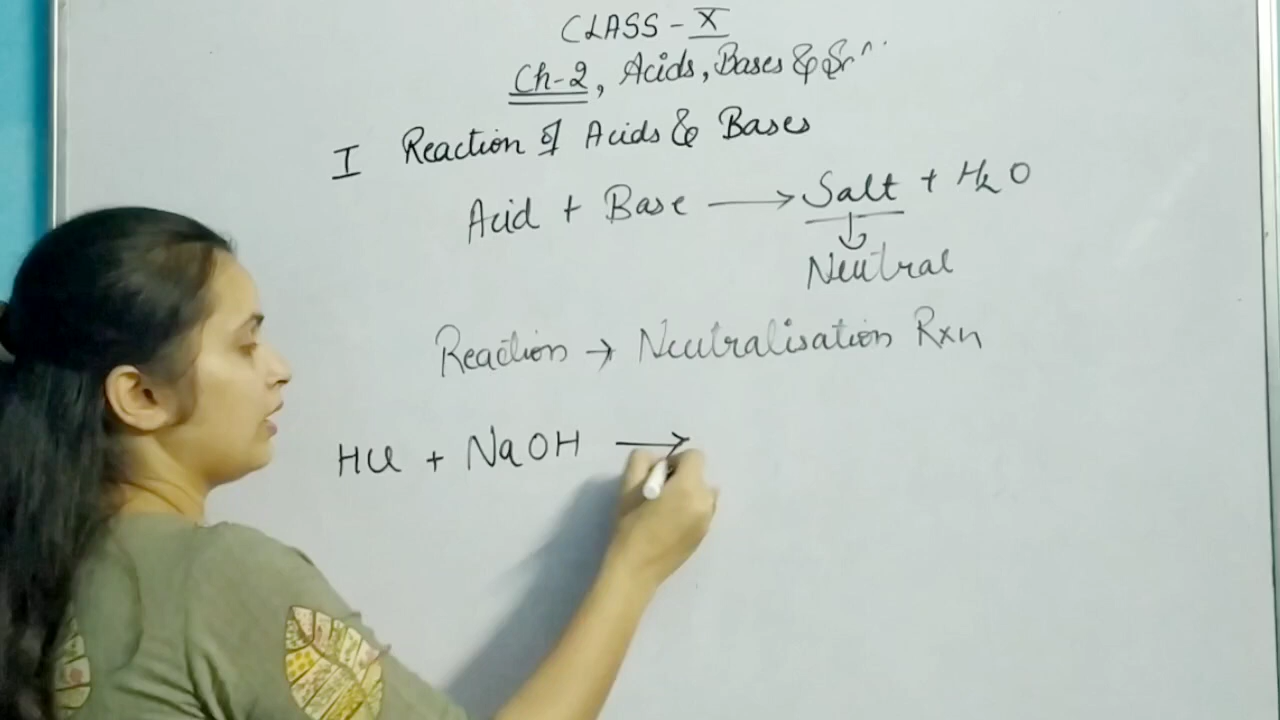 CLASS - X
Ch-2, Acids, Bases &
I Reaction of Acids & Bases
Acid + Base → Salt + H2O
Neutral
Reaction → Neutralisation Rxn
HCl + NaOH →